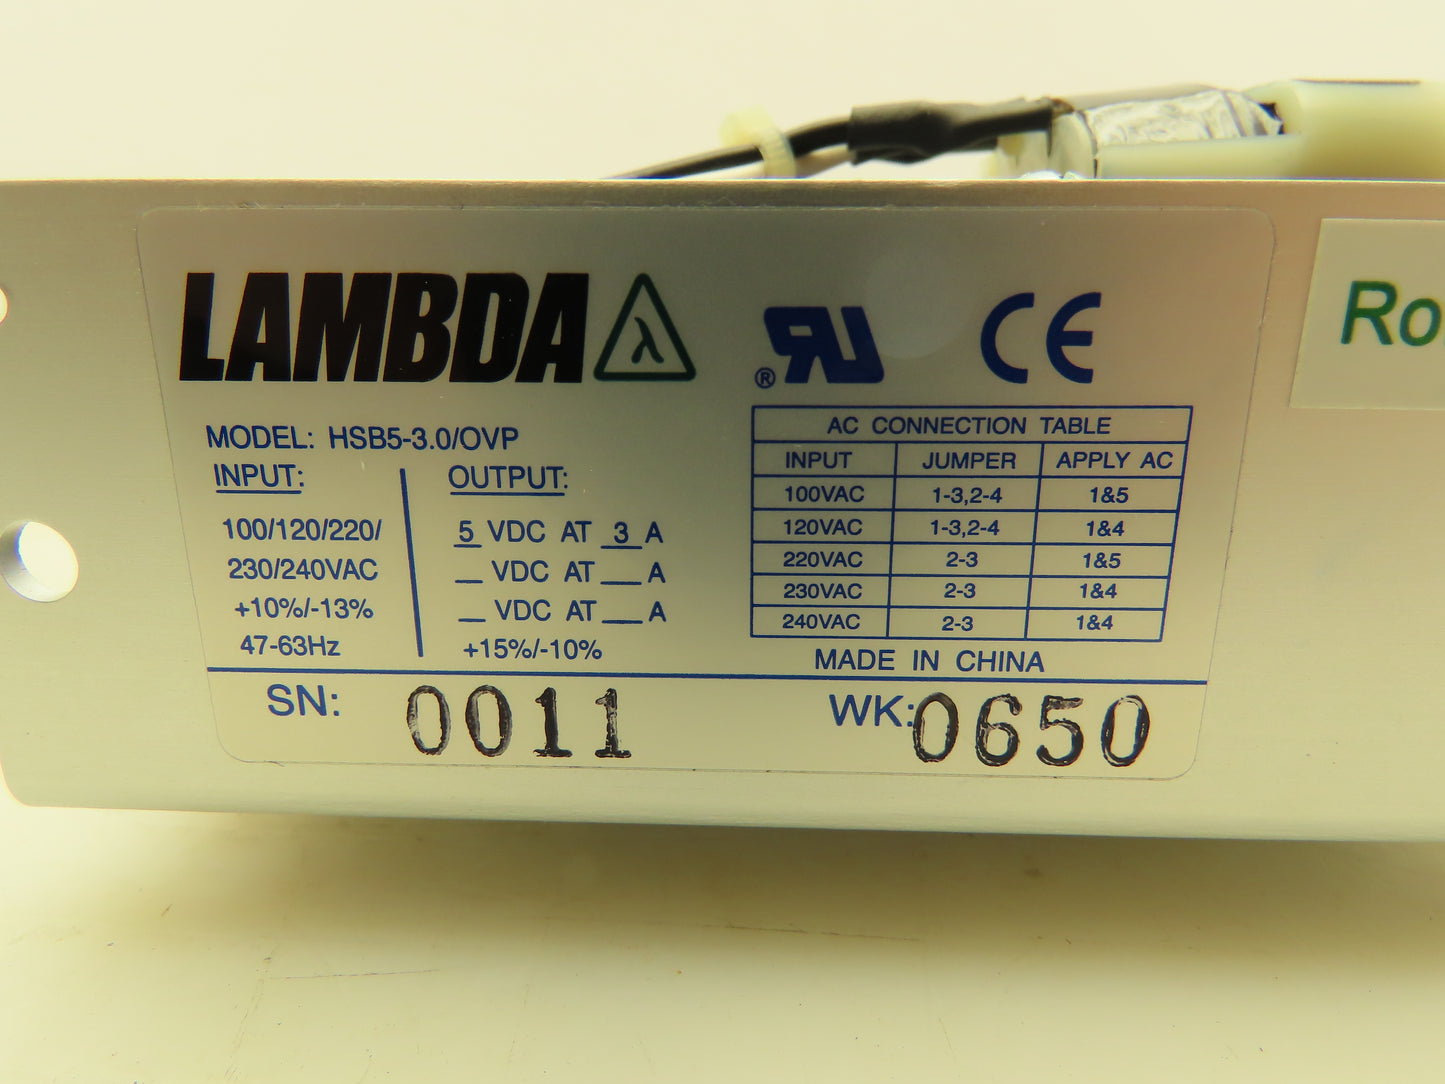 LAMBDA λ
® RU CE
MODEL: HSB5-3.0/OVP
INPUT:
100/120/220/
230/240VAC
+10%/-13%
47-63Hz
OUTPUT:
5 VDC AT 3 A
_ VDC AT __ A
_ VDC AT __ A
+15%/-10%
AC CONNECTION TABLE
INPUT JUMPER APPLY AC
100VAC 1-3,2-4 1&5
120VAC 1-3,2-4 1&4
220VAC 2-3 1&5
230VAC 2-3 1&4
240VAC 2-3 1&4
MADE IN CHINA
SN: 0011
WK: 0650